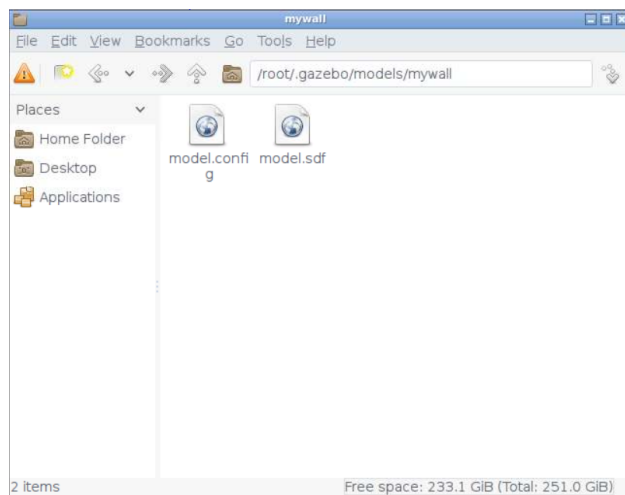 mywall
File Edit View Bookmarks Go Tools Help
/root/.gazebo/models/mywall
Places
Home Folder
Desktop
Applications
model.confi
g
model.sdf
2 items
Free space: 233.1 GiB (Total: 251.0 GiB)